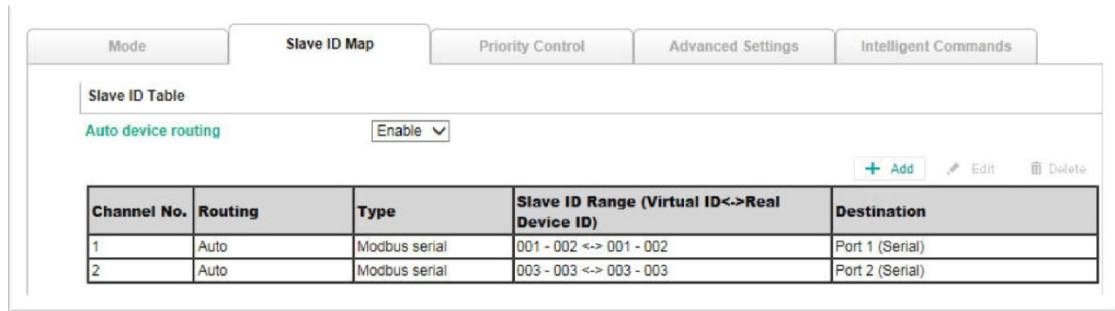 Mode Slave ID Map Priority Control Advanced Settings Intelligent Commands
Slave ID Table
Auto device routing Enable
Add Edit Delete
Channel No. Routing Type Slave ID Range (Virtual ID<->Real Device ID) Destination
1 Auto Modbus serial 001 - 002 <-> 001 - 002 Port 1 (Serial)
2 Auto Modbus serial 003 - 003 <-> 003 - 003 Port 2 (Serial)